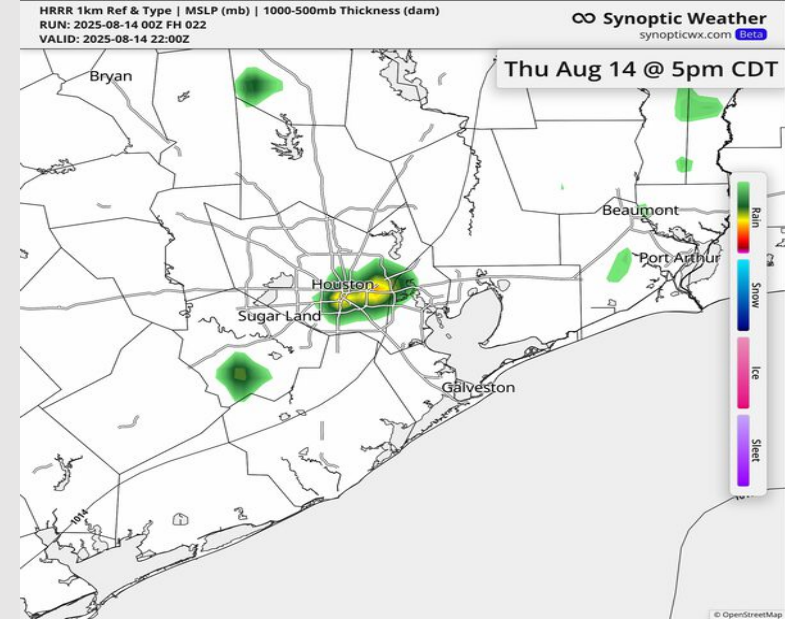 HRRR 1km Ref & Type | MSLP (mb) | 1000-500mb Thickness (dam)
RUN: 2025-08-14 00Z FH 022
VALID: 2025-08-14 22:00Z
Synoptic Weather
synopticwx.com Beta
Thu Aug 14 @ 5pm CDT
Bryan
Beaumont
Rain
Port Arthur
Houston
Snow
Sugar Land
Ice
Galveston
Sleet
1014
© OpenStreetMap